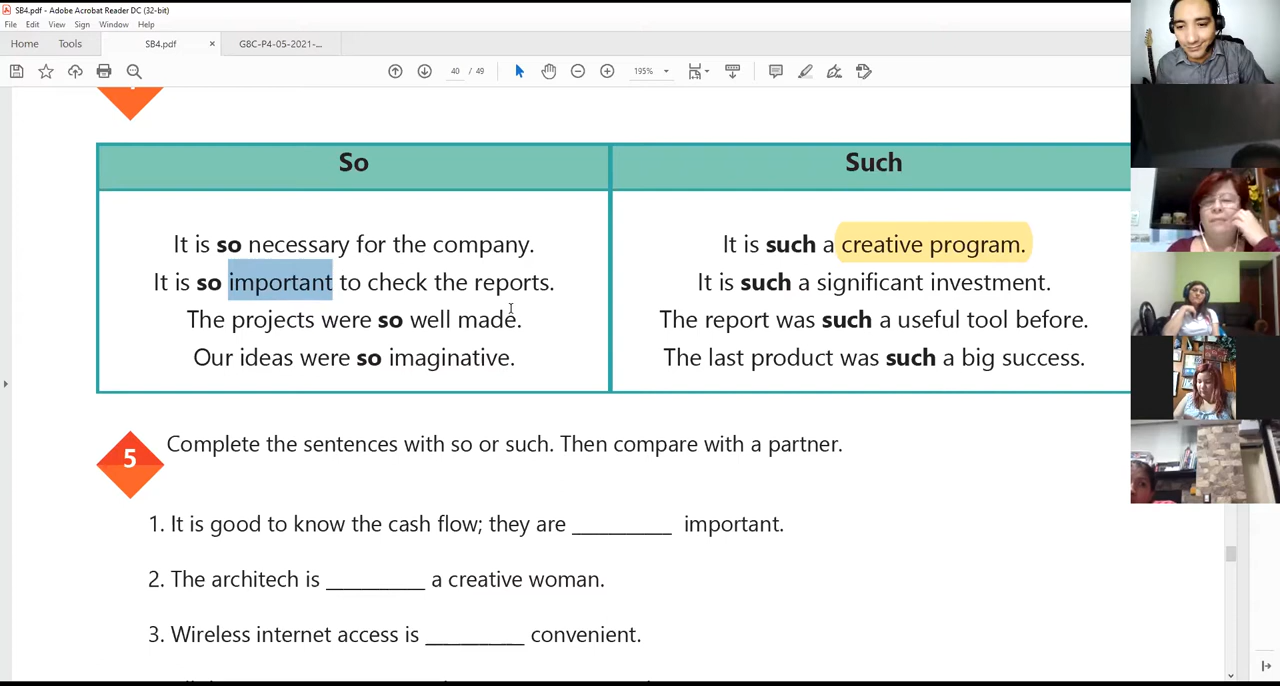 SB4.pdf - Adobe Acrobat Reader DC (32-bit)
File Edit View Sign Window Help
Home Tools SB4.pdf × G8C-P4-05-2021-...
40 / 49 195%
So Such
It is so necessary for the company. It is such a creative program.
It is so important to check the reports. It is such a significant investment.
The projects were so well made. The report was such a useful tool before.
Our ideas were so imaginative. The last product was such a big success.
5 Complete the sentences with so or such. Then compare with a partner.
1. It is good to know the cash flow; they are _________ important.
2. The architech is _________ a creative woman.
3. Wireless internet access is _________ convenient.